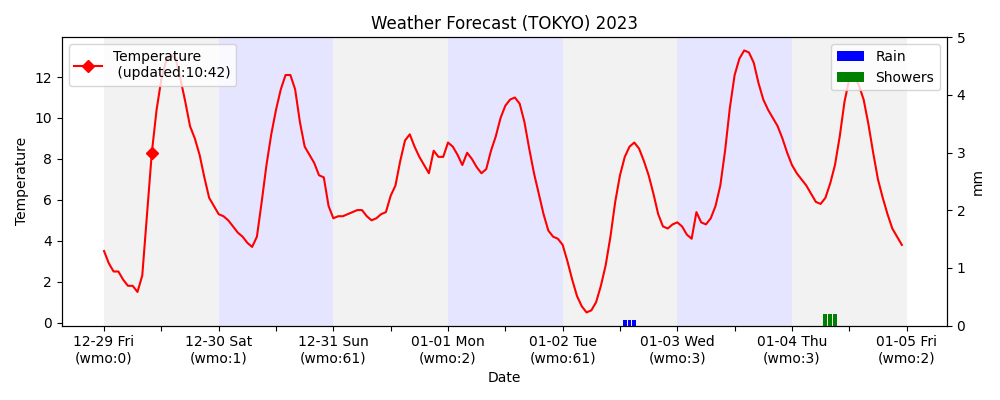 Weather Forecast (TOKYO) 2023
Temperature
(updated:10:42)
Rain
Showers
Temperature
12
10
8
6
4
2
0
5
4
3
2
1
0
mm
12-29 Fri
(wmo:0)
12-30 Sat
(wmo:1)
12-31 Sun
(wmo:61)
01-01 Mon
(wmo:2)
01-02 Tue
(wmo:61)
01-03 Wed
(wmo:3)
01-04 Thu
(wmo:3)
01-05 Fri
(wmo:2)
Date